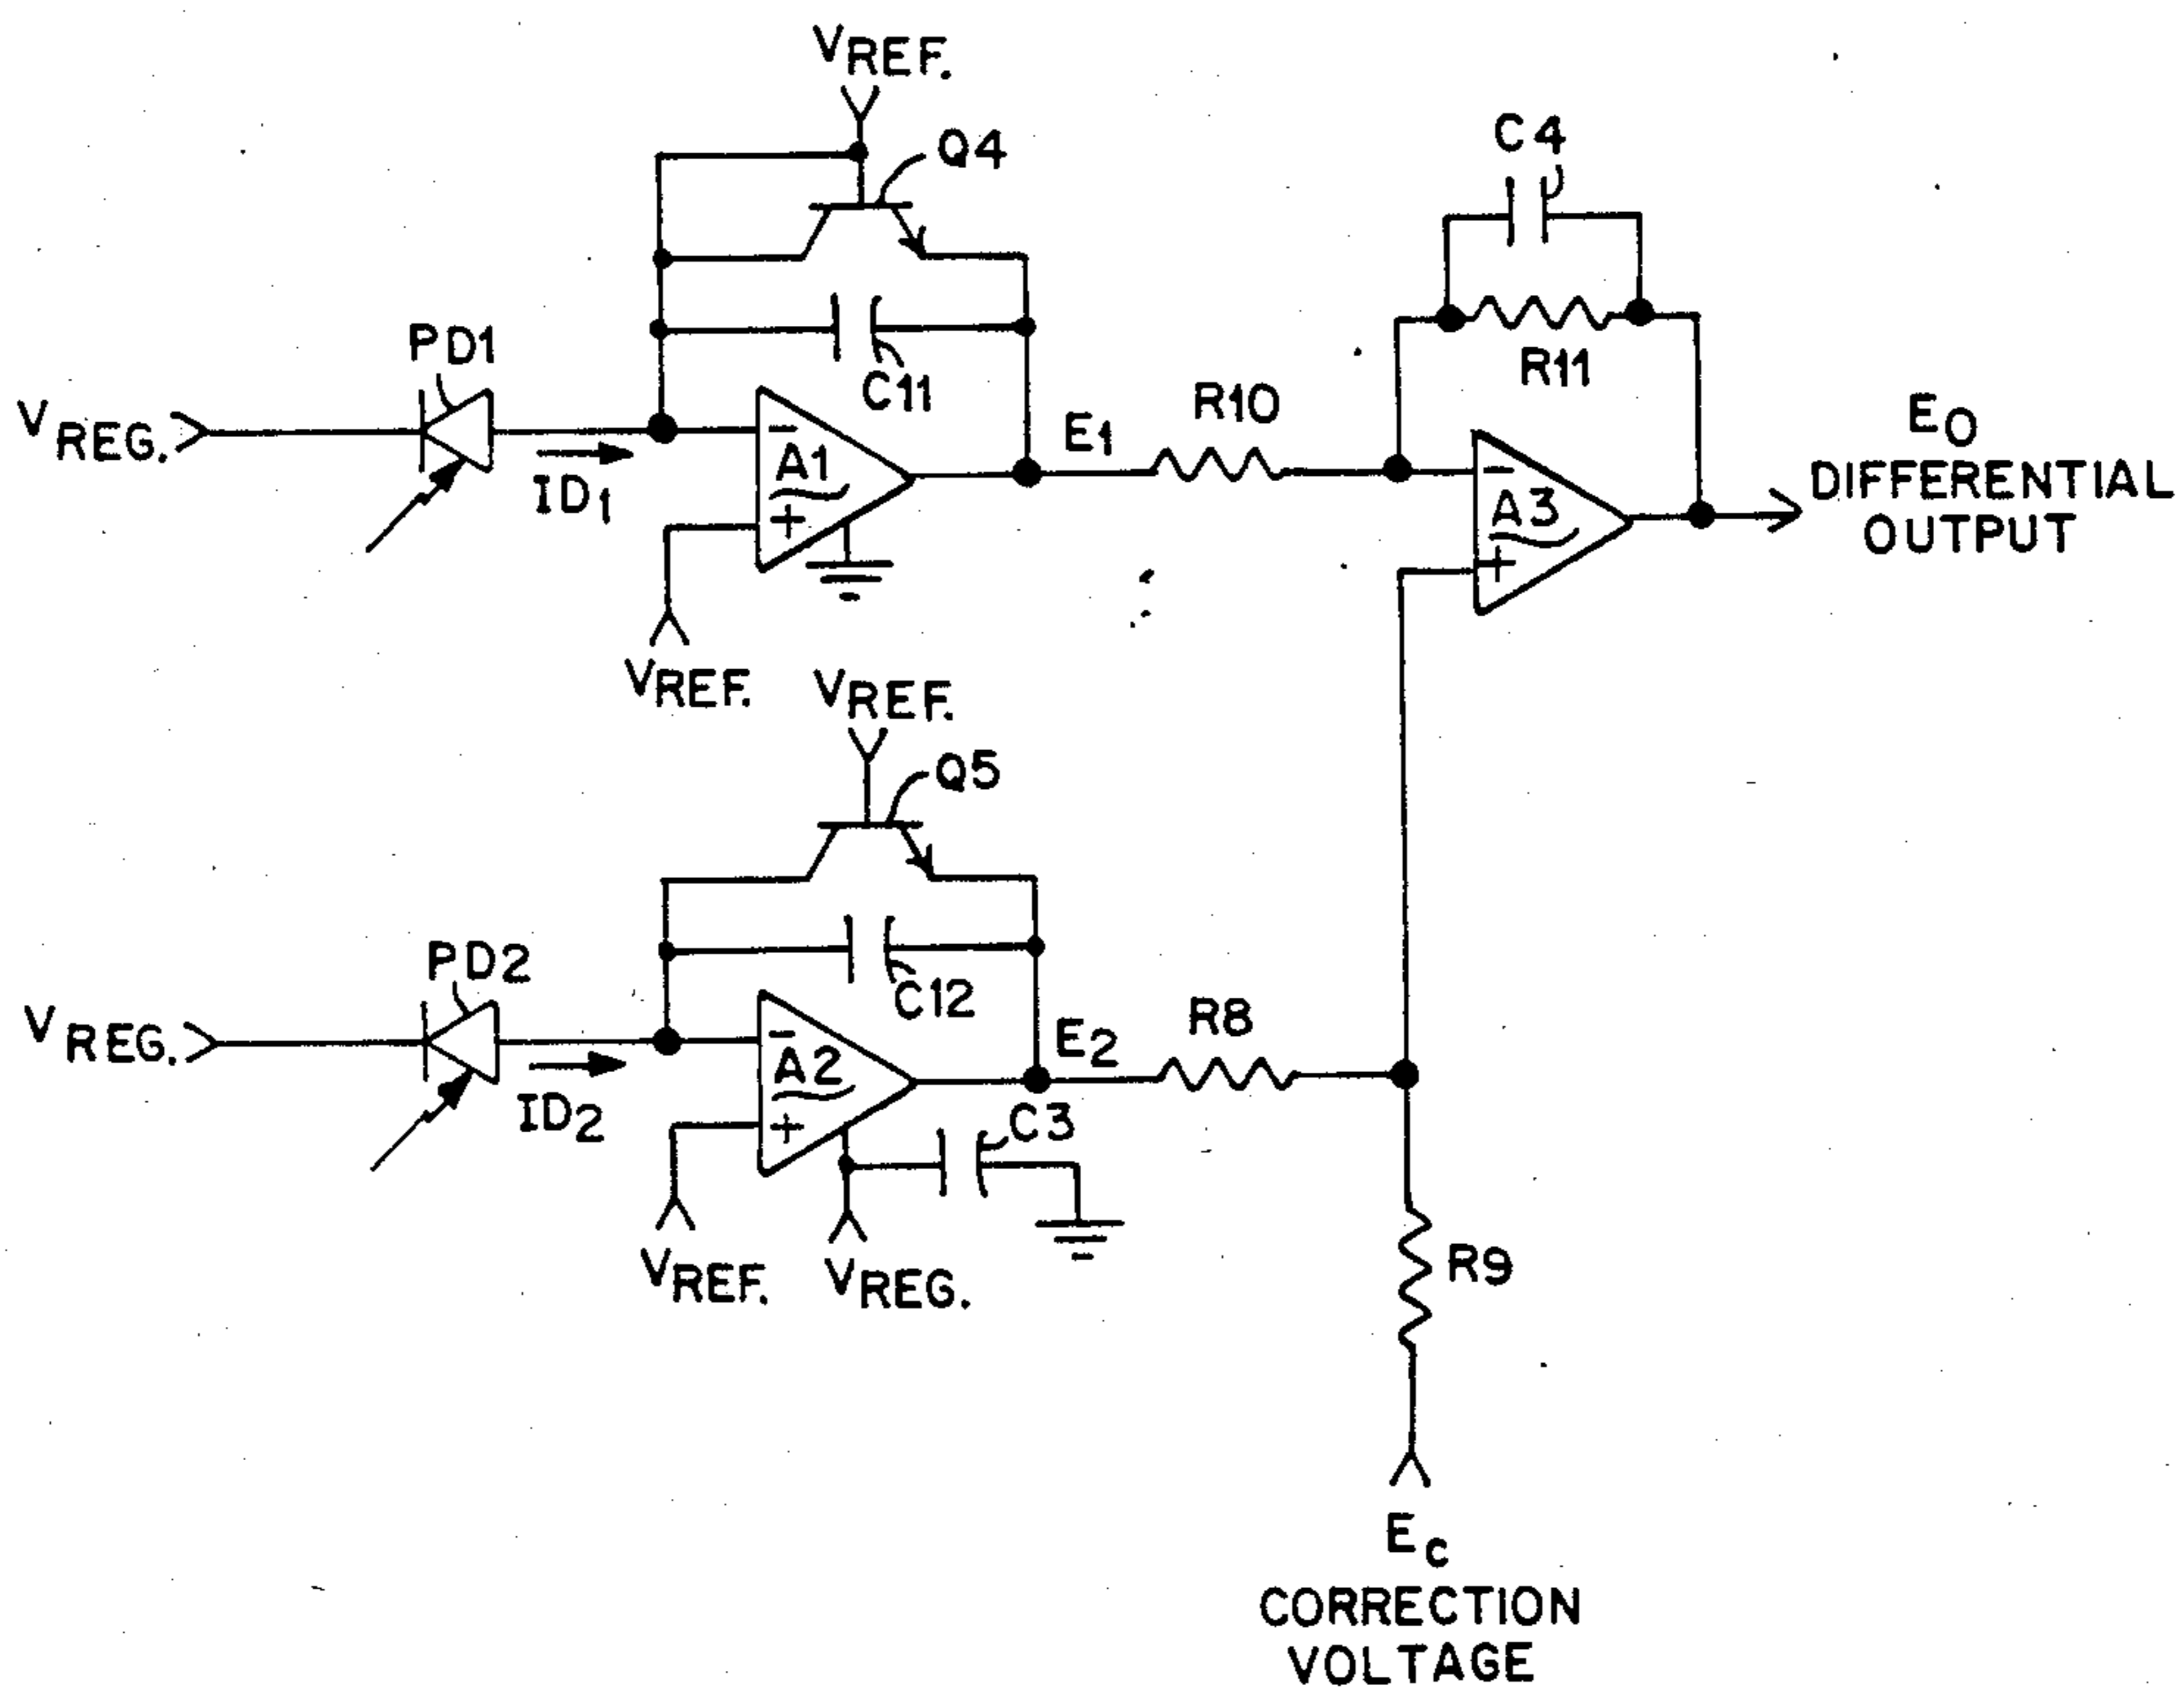 VREF.
Q4
C4
PD1
C11
R11
VREG.
ID1
A1
E1
R10
A3
EO
DIFFERENTIAL
OUTPUT
VREF.
VREF.
Q5
PD2
C12
VREG.
ID2
A2
E2
R8
C3
VREF.
VREG.
R9
EC
CORRECTION
VOLTAGE